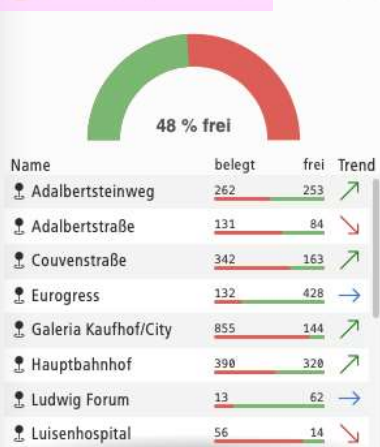 48 % frei
Name belegt frei Trend
Adalbertsteinweg 262 253
Adalbertstraße 131 84
Couvenstraße 342 163
Eurogress 132 428
Galeria Kaufhof/City 855 144
Hauptbahnhof 390 320
Ludwig Forum 13 62
Luisenhospital 56 14